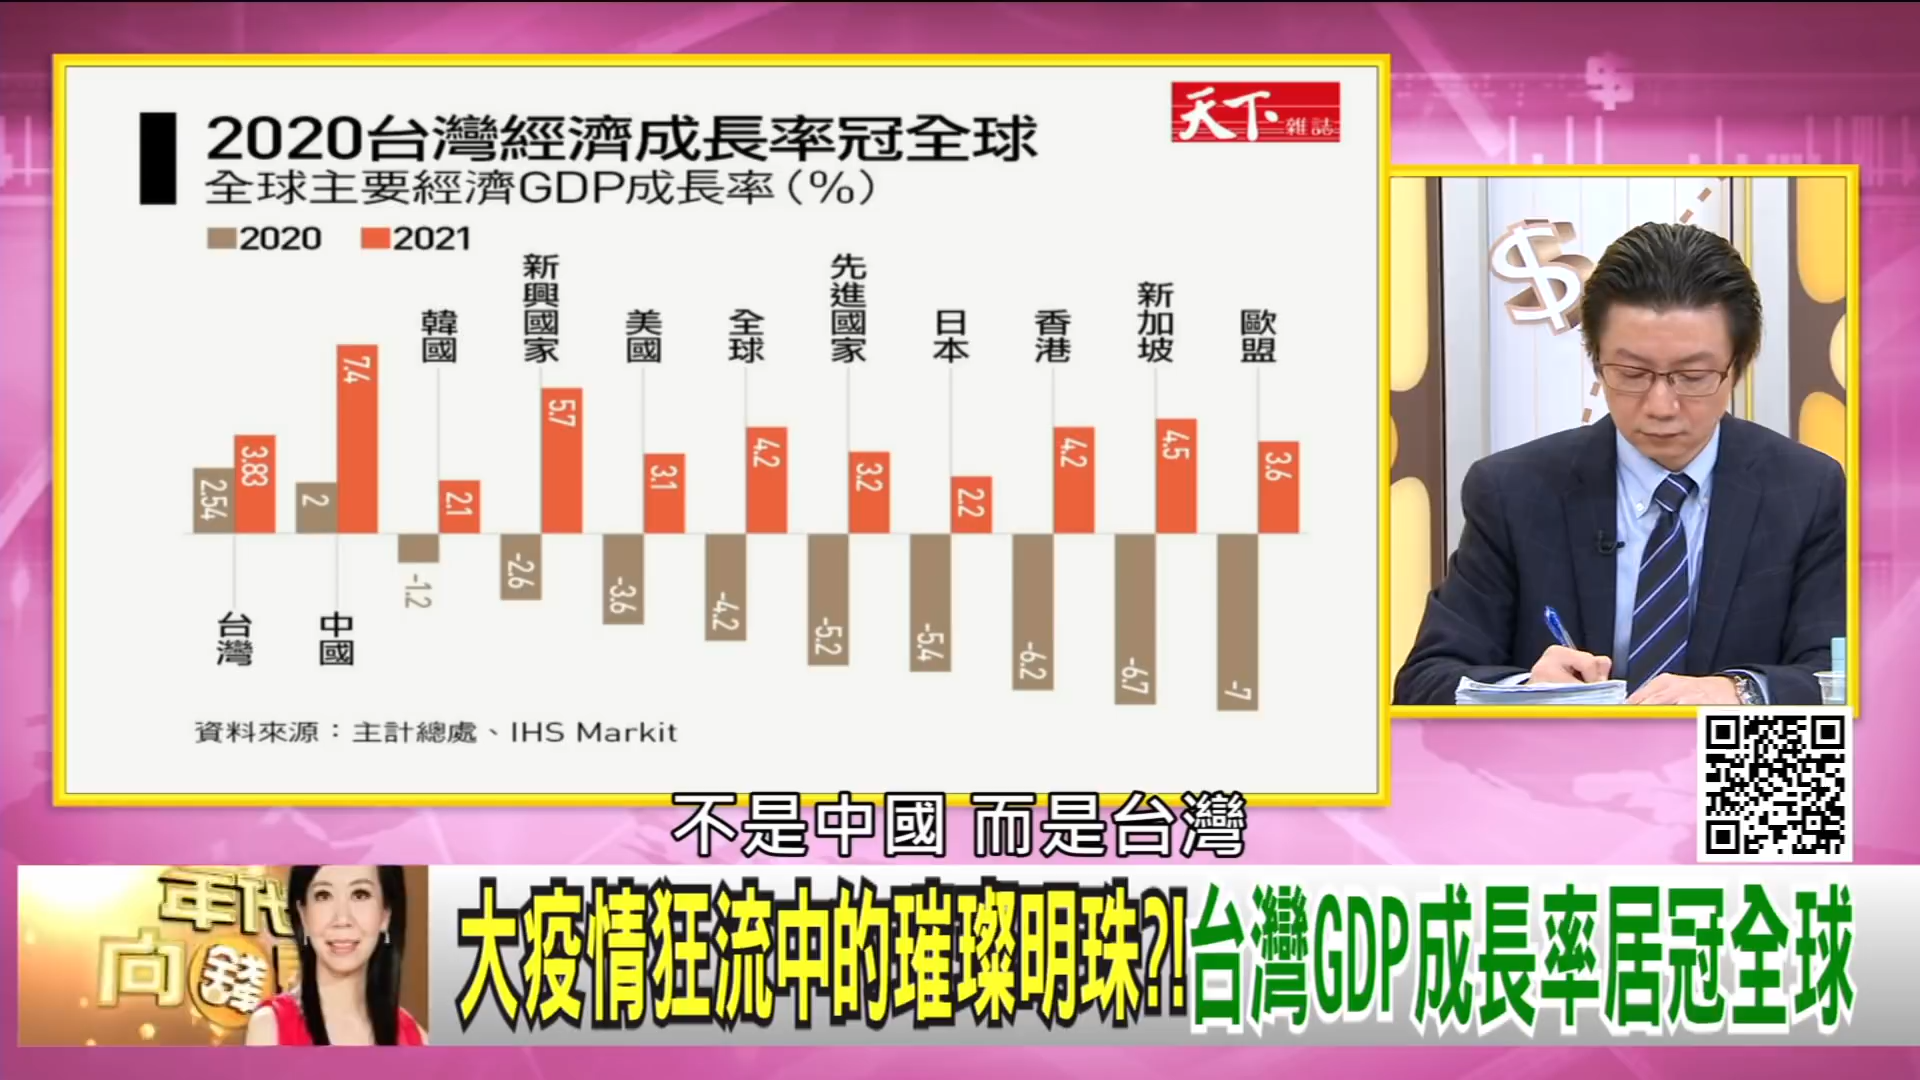 2020台灣經濟成長率冠全球
天下雜誌
全球主要經濟GDP成長率(%)
2020 2021
韓國
新興國家
美國
全球
先進國家
日本
香港
新加坡
歐盟
2.54 3.83
2 7.4
-1.2 2.1
-2.6 5.7
-3.6 3.1
-4.2 4.2
-5.2 3.2
-5.4 2.2
-6.2 4.2
-6.7 4.5
-7 3.6
台灣
中國
資料來源：主計總處、IHS Markit
$
不是中國 而是台灣
年代
向錢
大疫情狂流中的璀璨明珠?!台灣GDP成長率居冠全球